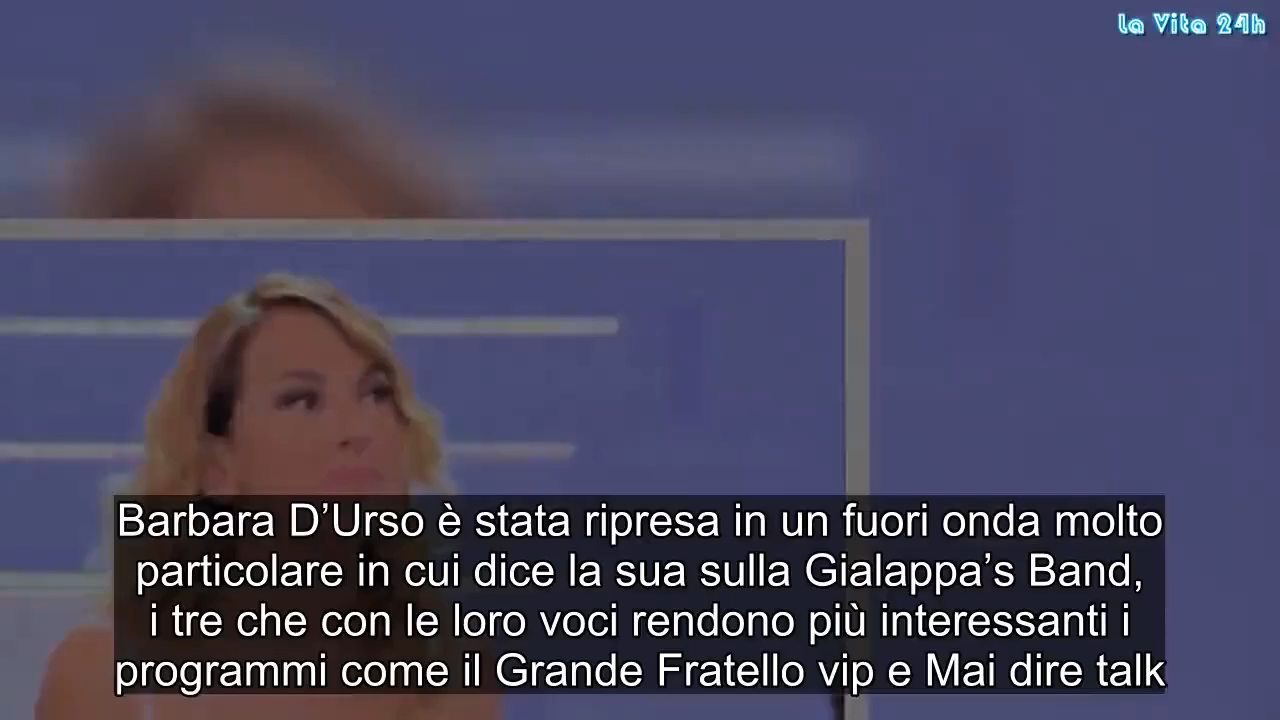 La Vita 24h
Barbara D’Urso è stata ripresa in un fuori onda molto
particolare in cui dice la sua sulla Gialappa’s Band,
i tre che con le loro voci rendono più interessanti i
programmi come il Grande Fratello vip e Mai dire talk